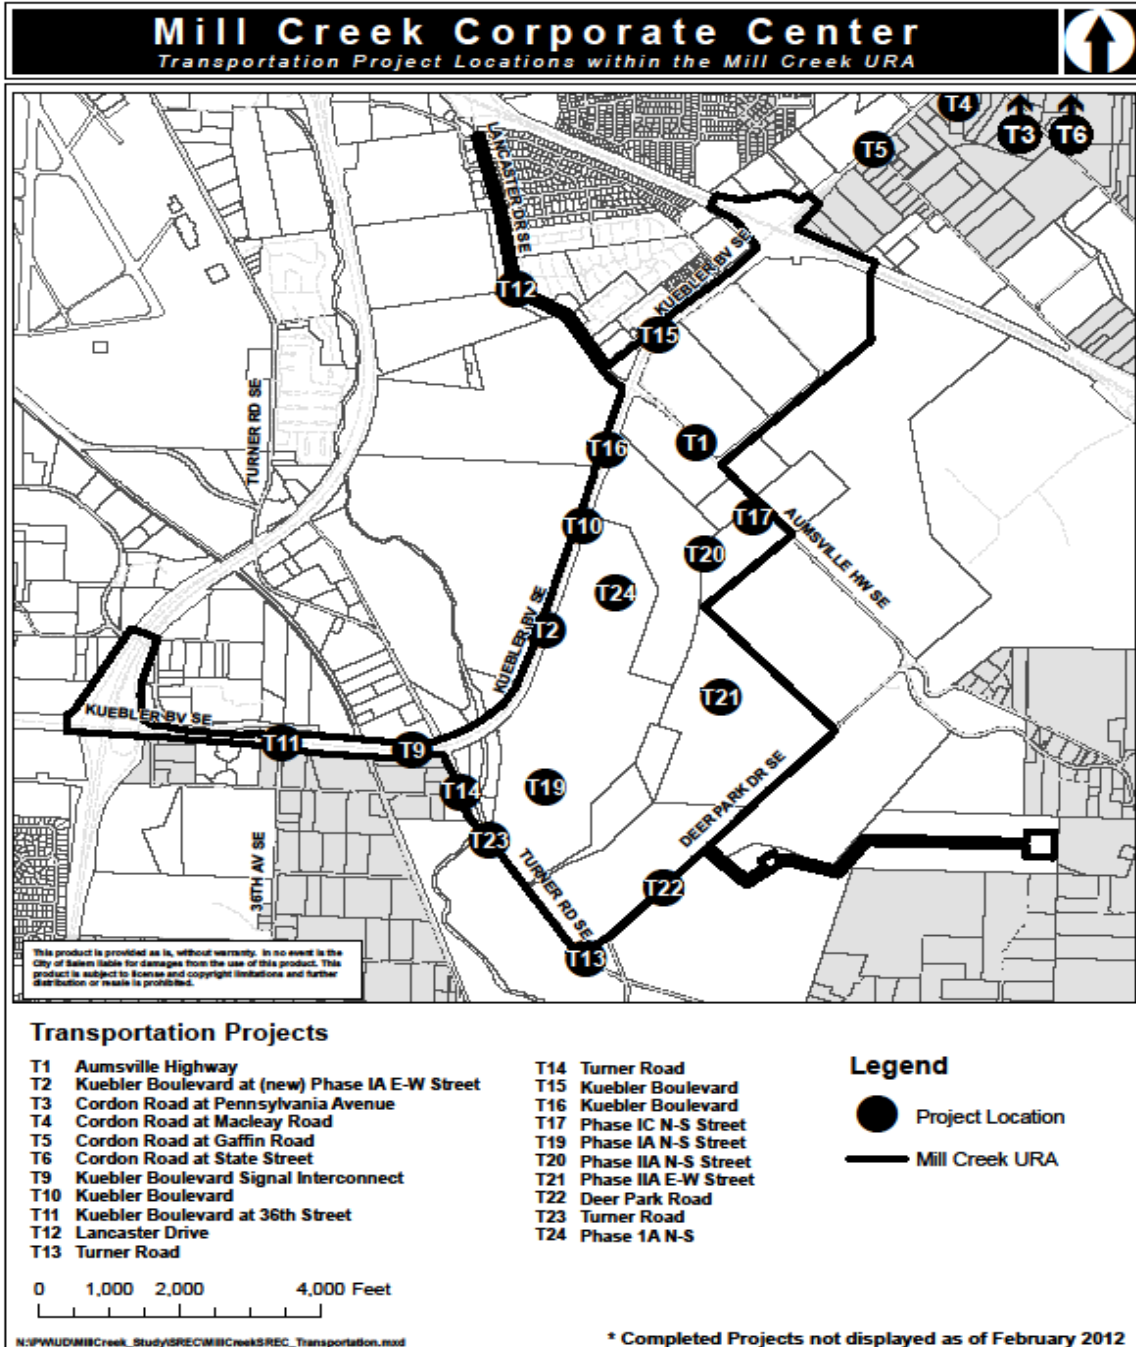 Mill Creek Corporate Center
Transportation Project Locations within the Mill Creek URA
T4
T3
T6
T5
LANCASTER DR SE
T12
KUEBLER BV SE
T15
TURNER RD SE
T1
T16
T17
T10
AUMSVILLE HW SE
T20
T24
KUEBLER BV SE
T2
T21
KUEBLER BV SE
T11
T9
T14
T19
DEER PARK DR SE
T23
36TH AV SE
TURNER RD SE
T22
T13
This product is provided as is, without warranty. In no event is the
City of Salem liable for damages from the use of this product. This
product is subject to license and copyright limitations and further
distribution or resale is prohibited.
Transportation Projects
T1 Aumsville Highway
T2 Kuebler Boulevard at (new) Phase IA E-W Street
T3 Cordon Road at Pennsylvania Avenue
T4 Cordon Road at Macleay Road
T5 Cordon Road at Gaffin Road
T6 Cordon Road at State Street
T9 Kuebler Boulevard Signal Interconnect
T10 Kuebler Boulevard
T11 Kuebler Boulevard at 36th Street
T12 Lancaster Drive
T13 Turner Road
T14 Turner Road
T15 Kuebler Boulevard
T16 Kuebler Boulevard
T17 Phase IC N-S Street
T19 Phase IA N-S Street
T20 Phase IIA N-S Street
T21 Phase IIA E-W Street
T22 Deer Park Road
T23 Turner Road
T24 Phase 1A N-S
Legend
Project Location
Mill Creek URA
0 1,000 2,000 4,000 Feet
N:\PW\UD\MillCreek_Study\SREC\MillCreekSREC_Transportation.mxd
* Completed Projects not displayed as of February 2012